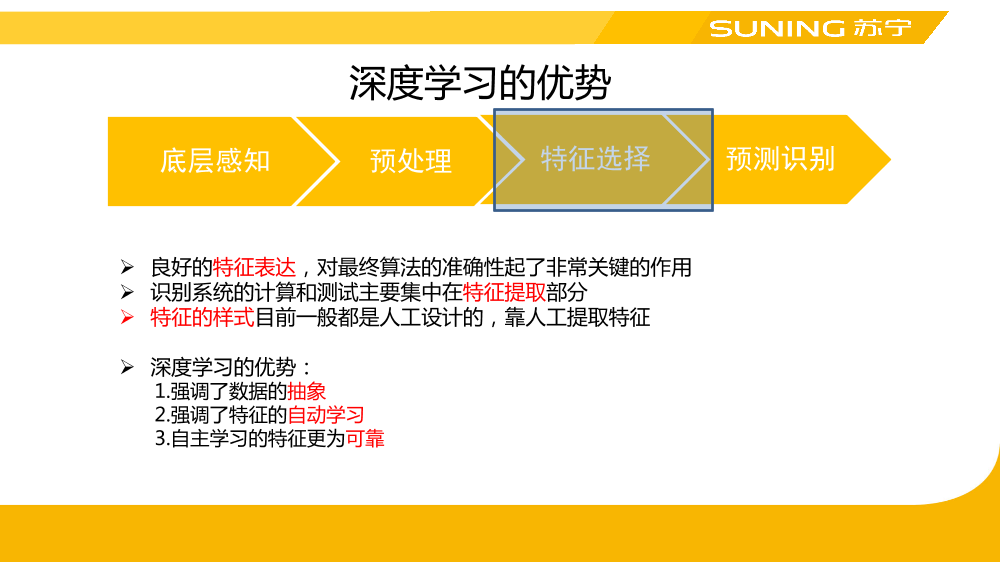 SUNING 苏宁
深度学习的优势
底层感知
预处理
特征选择
预测识别
良好的特征表达，对最终算法的准确性起了非常关键的作用
识别系统的计算和测试主要集中在特征提取部分
特征的样式目前一般都是人工设计的，靠人工提取特征
深度学习的优势：
1.强调了数据的抽象
2.强调了特征的自动学习
3.自主学习的特征更为可靠